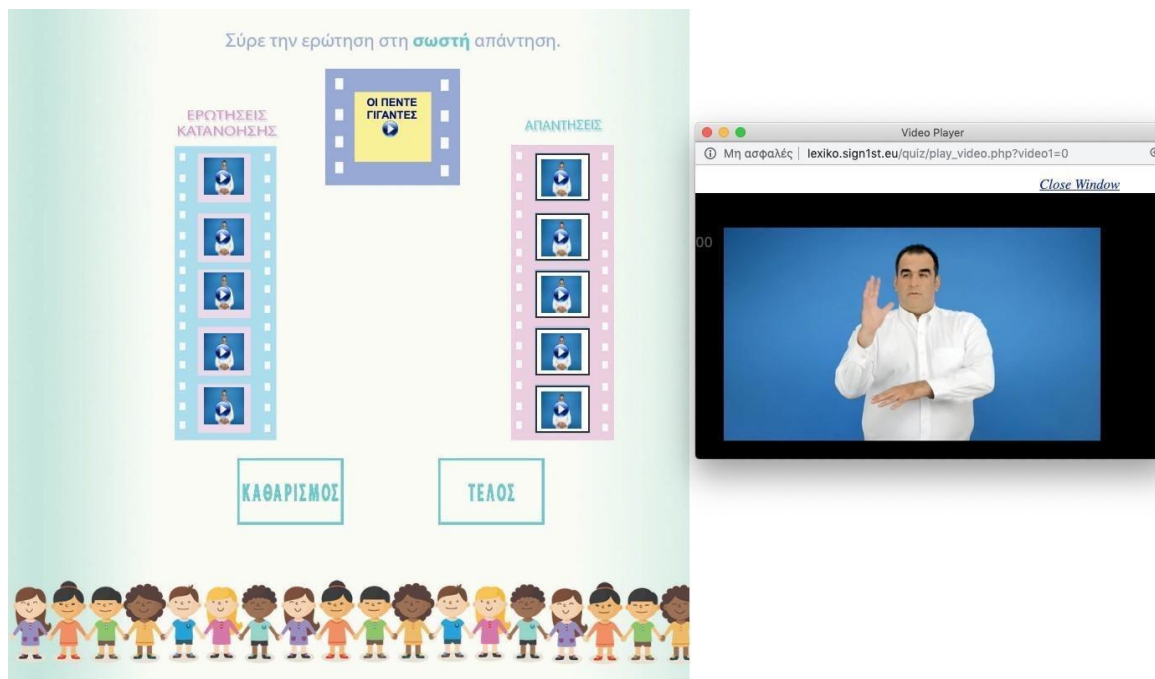 Σύρε την ερώτηση στη σωστή απάντηση.
ΟΙ ΠΕΝΤΕ
ΓΙΓΑΝΤΕΣ
ΕΡΩΤΗΣΕΙΣ
ΚΑΤΑΝΟΗΣΗΣ
ΑΠΑΝΤΗΣΕΙΣ
ΚΑΘΑΡΙΣΜΟΣ
ΤΕΛΟΣ
Video Player
Μη ασφαλές | lexiko.sign1st.eu/quiz/play_video.php?video1=0
Close Window
00